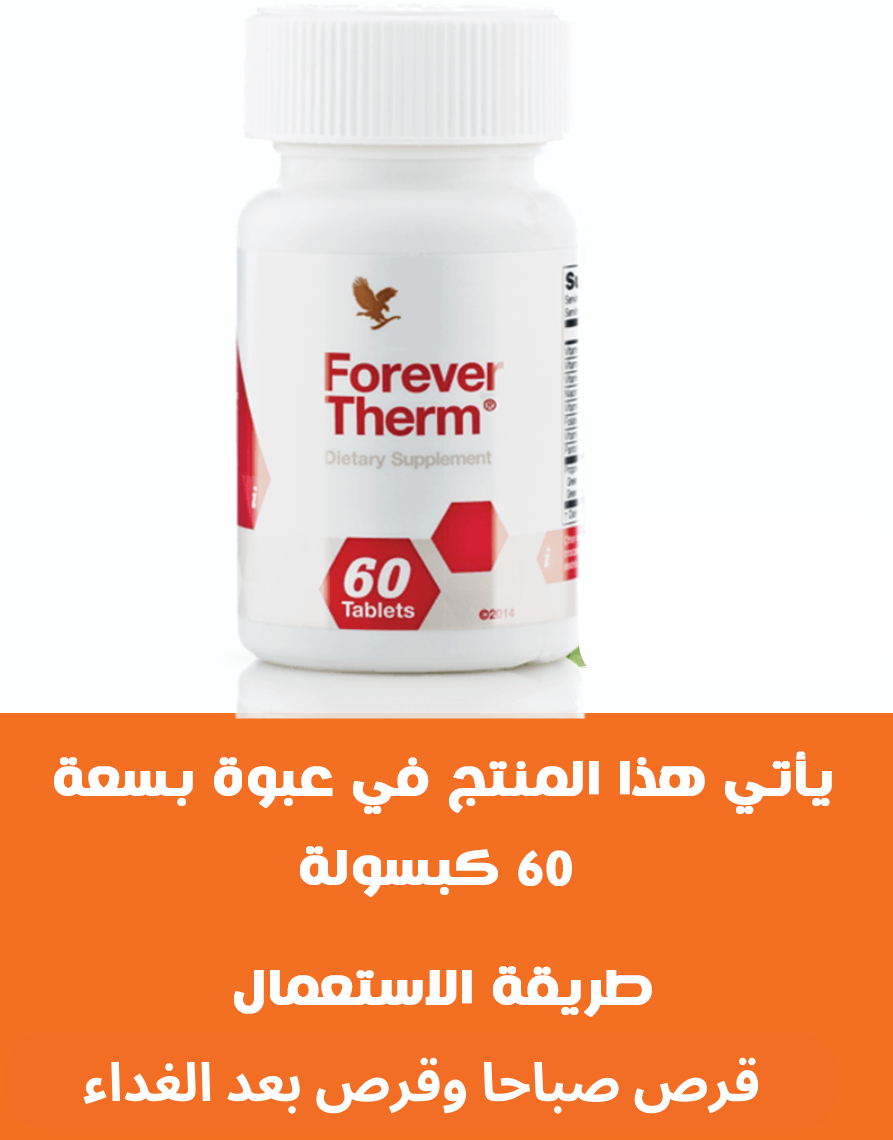 Forever
Therm®
Dietary Supplement
60
Tablets
©2014
يأتي هذا المنتج في عبوة بسعة
60 كبسولة
طريقة الاستعمال
قرص صباحا وقرص بعد الغداء